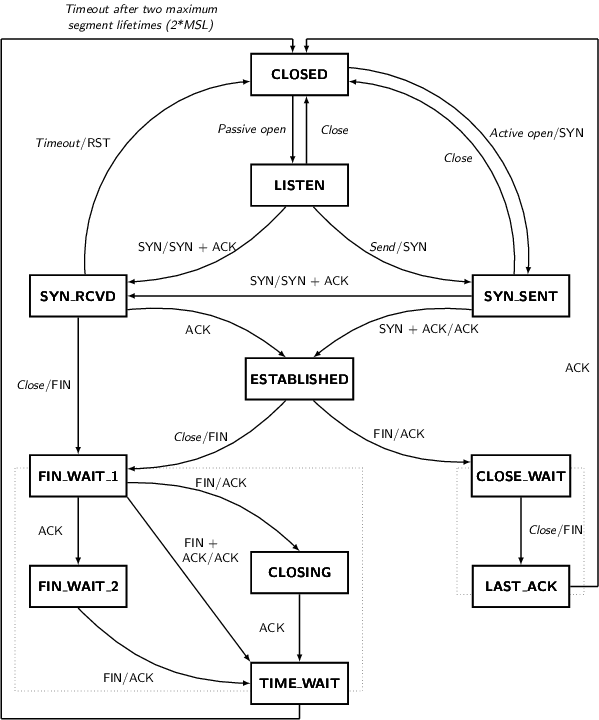 Timeout after two maximum
segment lifetimes (2*MSL)
CLOSED
Passive open
Close
Active open/SYN
Timeout/RST
Close
LISTEN
SYN/SYN + ACK
Send/SYN
SYN_RCVD
SYN/SYN + ACK
SYN_SENT
ACK
SYN + ACK/ACK
ACK
ESTABLISHED
Close/FIN
Close/FIN
FIN/ACK
FIN_WAIT_1
CLOSE_WAIT
FIN/ACK
ACK
FIN +
ACK/ACK
Close/FIN
FIN_WAIT_2
CLOSING
LAST_ACK
ACK
FIN/ACK
TIME_WAIT